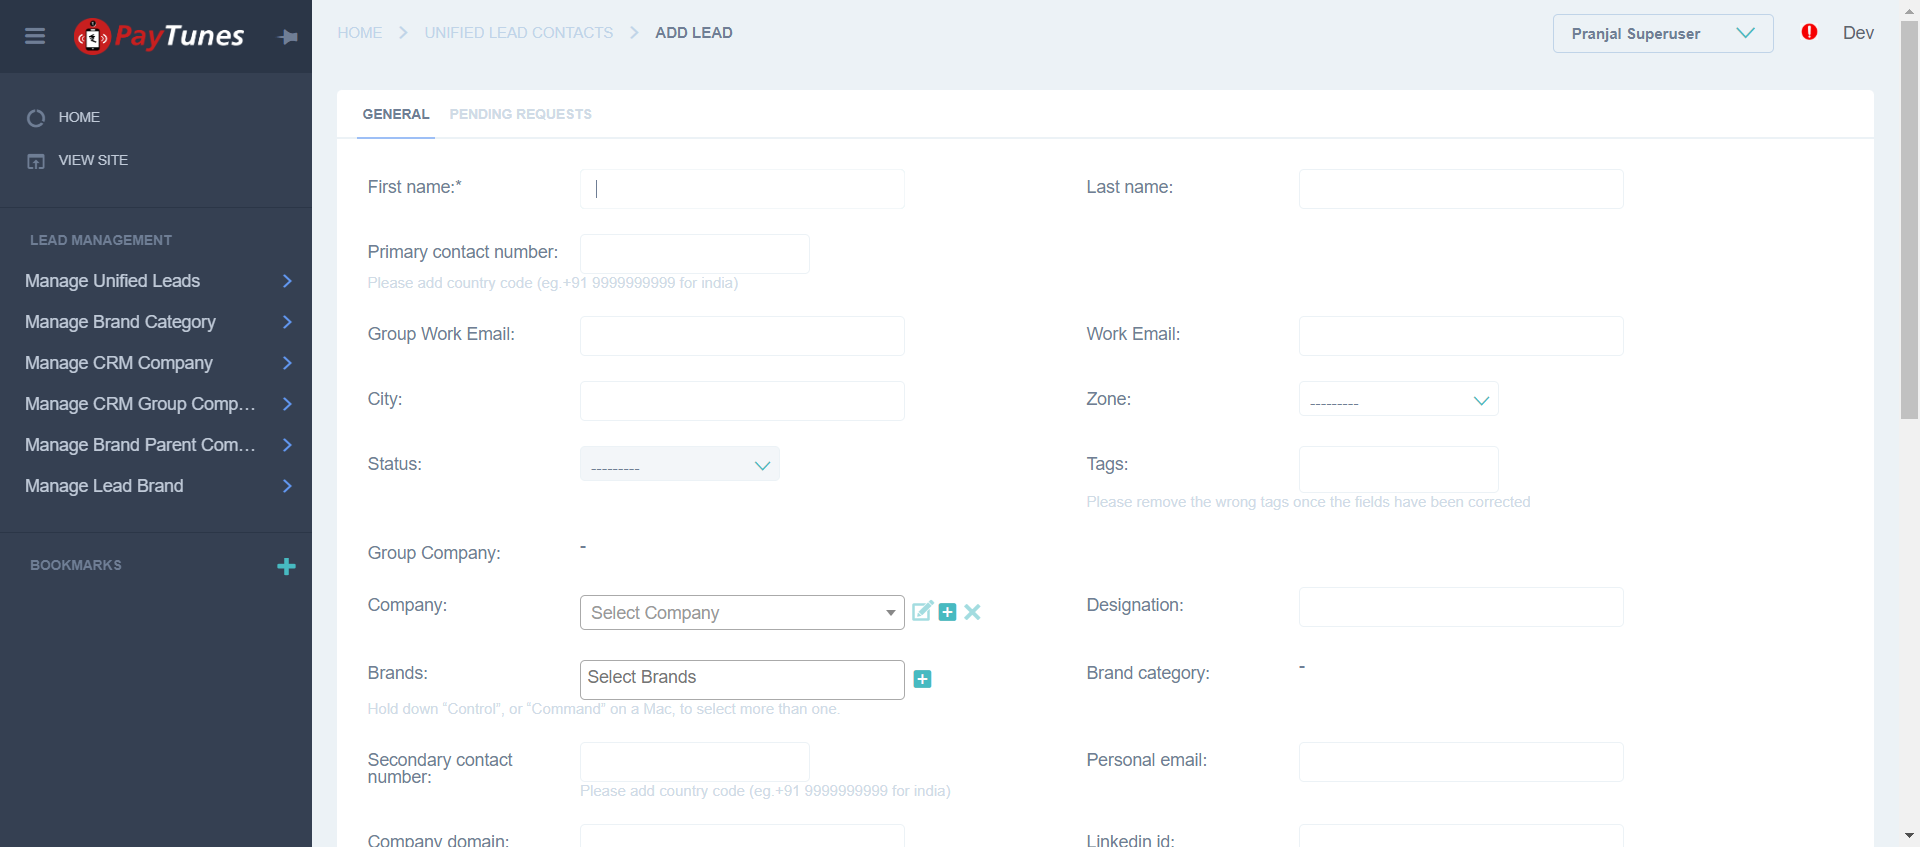 PayTunes
HOME
UNIFIED LEAD CONTACTS
ADD LEAD
Pranjal Superuser
Dev
HOME
VIEW SITE
LEAD MANAGEMENT
Manage Unified Leads
Manage Brand Category
Manage CRM Company
Manage CRM Group Comp...
Manage Brand Parent Com...
Manage Lead Brand
BOOKMARKS
GENERAL PENDING REQUESTS
First name:*
Last name:
Primary contact number:
Please add country code (eg.+91 9999999999 for india)
Group Work Email:
Work Email:
City:
Zone: ---------
Status: ---------
Tags:
Please remove the wrong tags once the fields have been corrected
Group Company: -
Company: Select Company
Designation:
Brands: Select Brands
Brand category: -
Hold down “Control”, or “Command” on a Mac, to select more than one.
Secondary contact
number:
Personal email:
Please add country code (eg.+91 9999999999 for india)
Company domain:
Linkedin id: